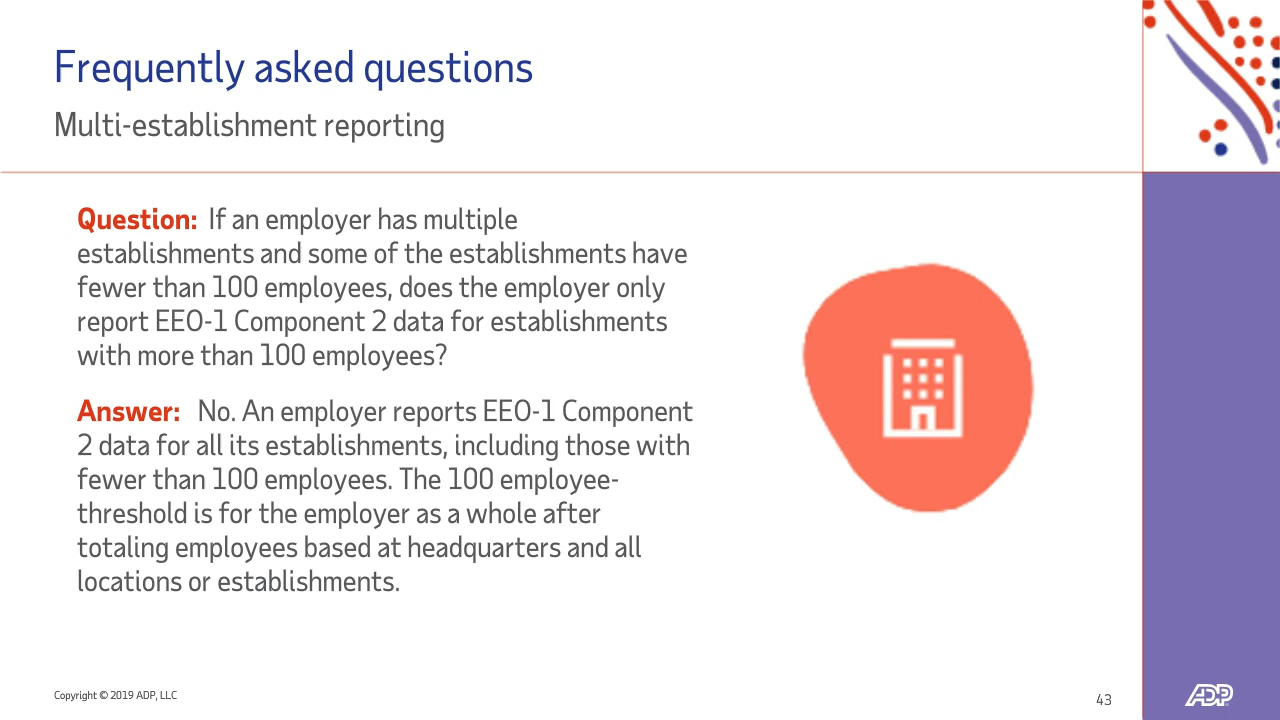 Frequently asked questions
Multi-establishment reporting
Question: If an employer has multiple
establishments and some of the establishments have
fewer than 100 employees, does the employer only
report EEO-1 Component 2 data for establishments
with more than 100 employees?
Answer: No. An employer reports EEO-1 Component
2 data for all its establishments, including those with
fewer than 100 employees. The 100 employee-
threshold is for the employer as a whole after
totaling employees based at headquarters and all
locations or establishments.
Copyright © 2019 ADP, LLC
43
ADP